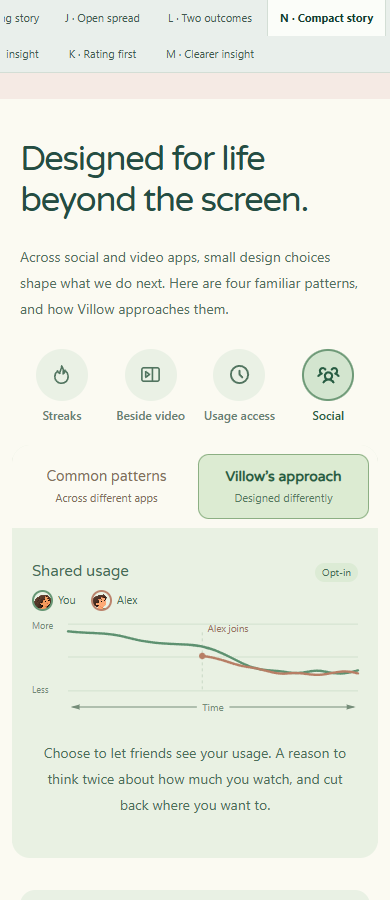 ng story
J · Open spread
L · Two outcomes
N · Compact story
insight
K · Rating first
M · Clearer insight
Designed for life
beyond the screen.
Across social and video apps, small design choices
shape what we do next. Here are four familiar patterns,
and how Villow approaches them.
Streaks
Beside video
Usage access
Social
Common patterns
Across different apps
Villow's approach
Designed differently
Shared usage
Opt-in
You
Alex
More
Alex joins
Less
Time
Choose to let friends see your usage. A reason to
think twice about how much you watch, and cut
back where you want to.